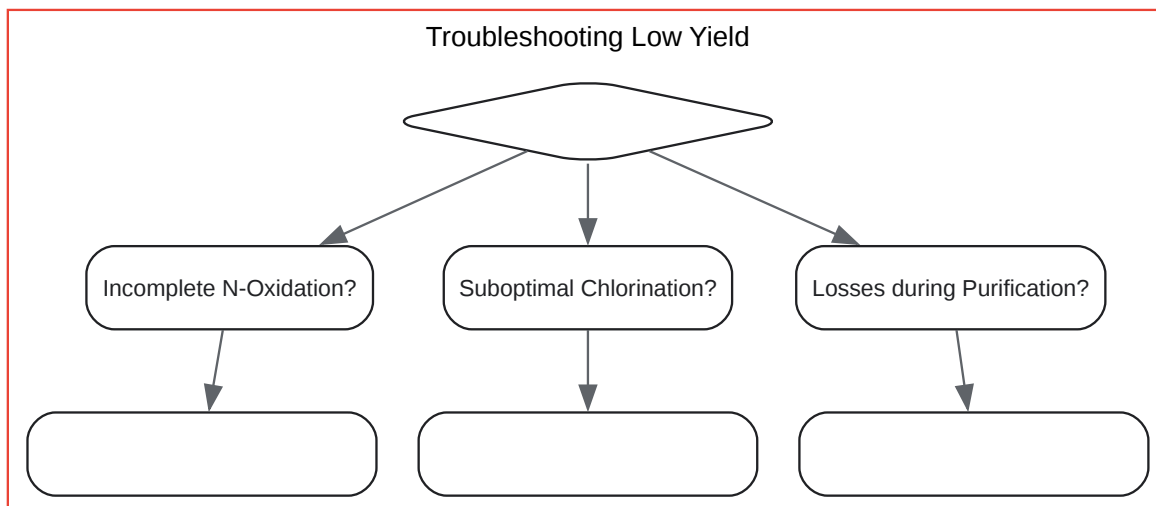 Troubleshooting Low Yield
Incomplete N-Oxidation?
Suboptimal Chlorination?
Losses during Purification?